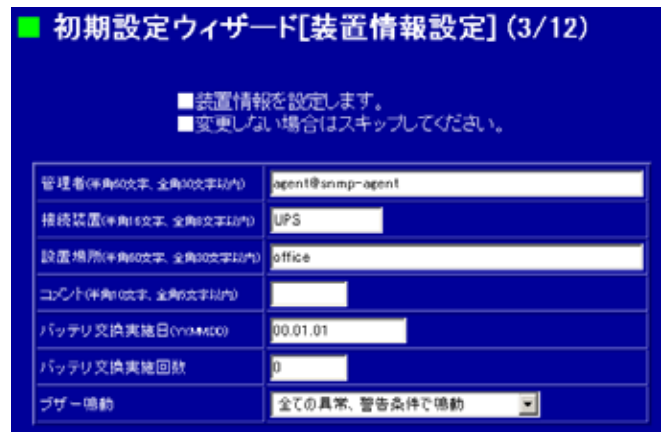 初期設定ウィザード[装置情報設定] (3/12)
■装置情報を設定します。
■変更しない場合はスキップしてください。
管理者(半角60文字、全角30文字以内) agent@snmp-agent
接続装置(半角16文字、全角8文字以内) UPS
設置場所(半角60文字、全角30文字以内) office
コメント(半角10文字、全角5文字以内)
バッテリ交換実施日(YY.MM.DD) 00.01.01
バッテリ交換実施回数 0
ブザー鳴動 全ての異常、警告条件で鳴動